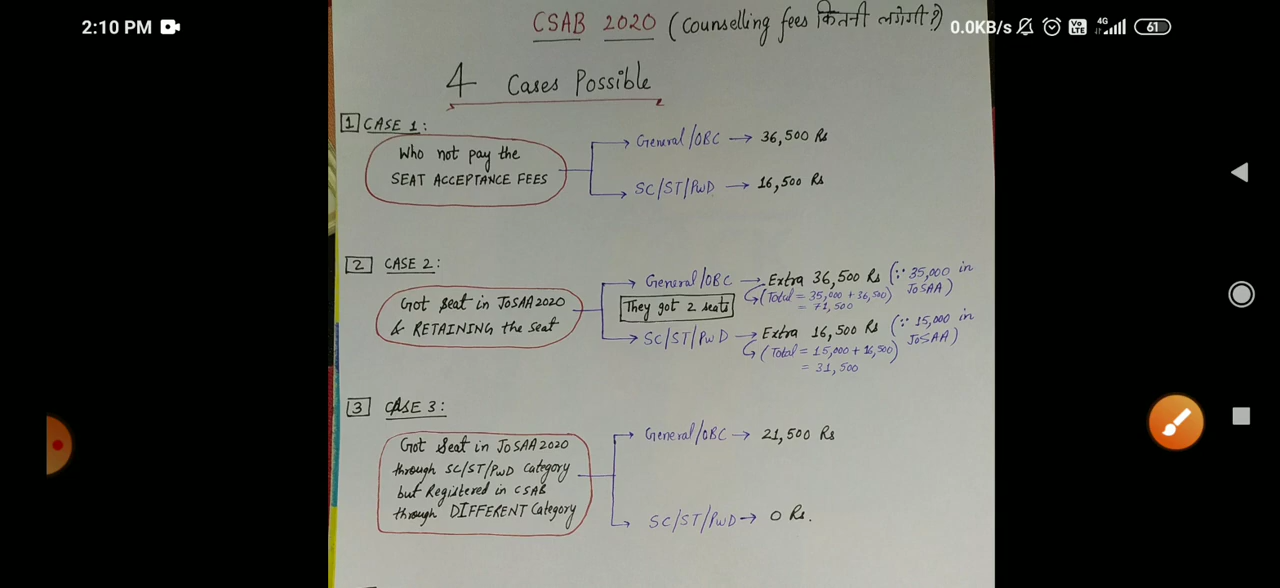 2:10 PM
0.0KB/s Vo LTE 4G 61
CSAB 2020 (Counselling fees कितनी लगेगी?)
4 Cases Possible
1 CASE 1:
Who not pay the
SEAT ACCEPTANCE FEES
General/OBC → 36,500 Rs
SC/ST/PWD → 16,500 Rs
2 CASE 2:
Got Seat in JoSAA 2020
& RETAINING the seat
General/OBC → Extra 36,500 Rs (∵ 35,000 in
JoSAA)
(Total = 35,000 + 36,500)
= 71,500
They got 2 seats
SC/ST/PWD → Extra 16,500 Rs (∵ 15,000 in
JoSAA)
(Total = 15,000 + 16,500)
= 31,500
3 CASE 3:
Got Seat in JoSAA 2020
through SC/ST/PWD Category
but Registered in CSAB
through DIFFERENT Category
General/OBC → 21,500 Rs
SC/ST/PWD → 0 Rs.